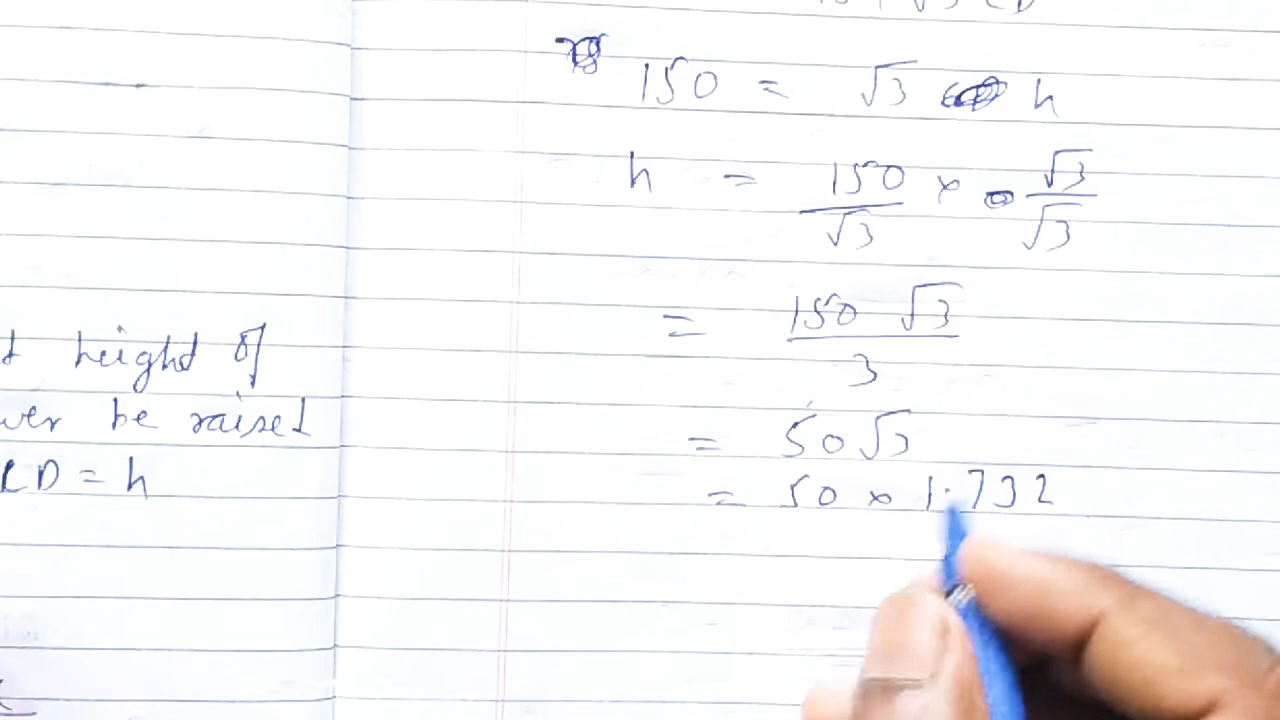 height of
be raised
CD = h
150 = √3 h
h = 150/√3 × √3/√3
= 150 √3/3
= 50√3
= 50 × 1.732